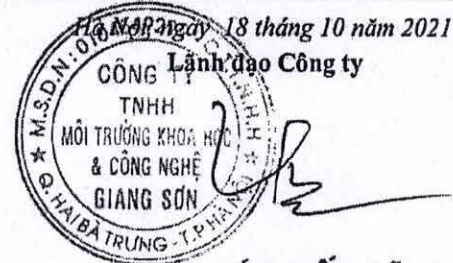 Hà Nội, ngày 18 tháng 10 năm 2021
Lãnh đạo Công ty
CÔNG TY
TNHH
MÔI TRƯỜNG KHOA HỌC
& CÔNG NGHỆ
GIANG SƠN
M.S.D.N:
T.N.H.H
Q. HAI BÀ TRƯNG - T.P HÀ NỘI